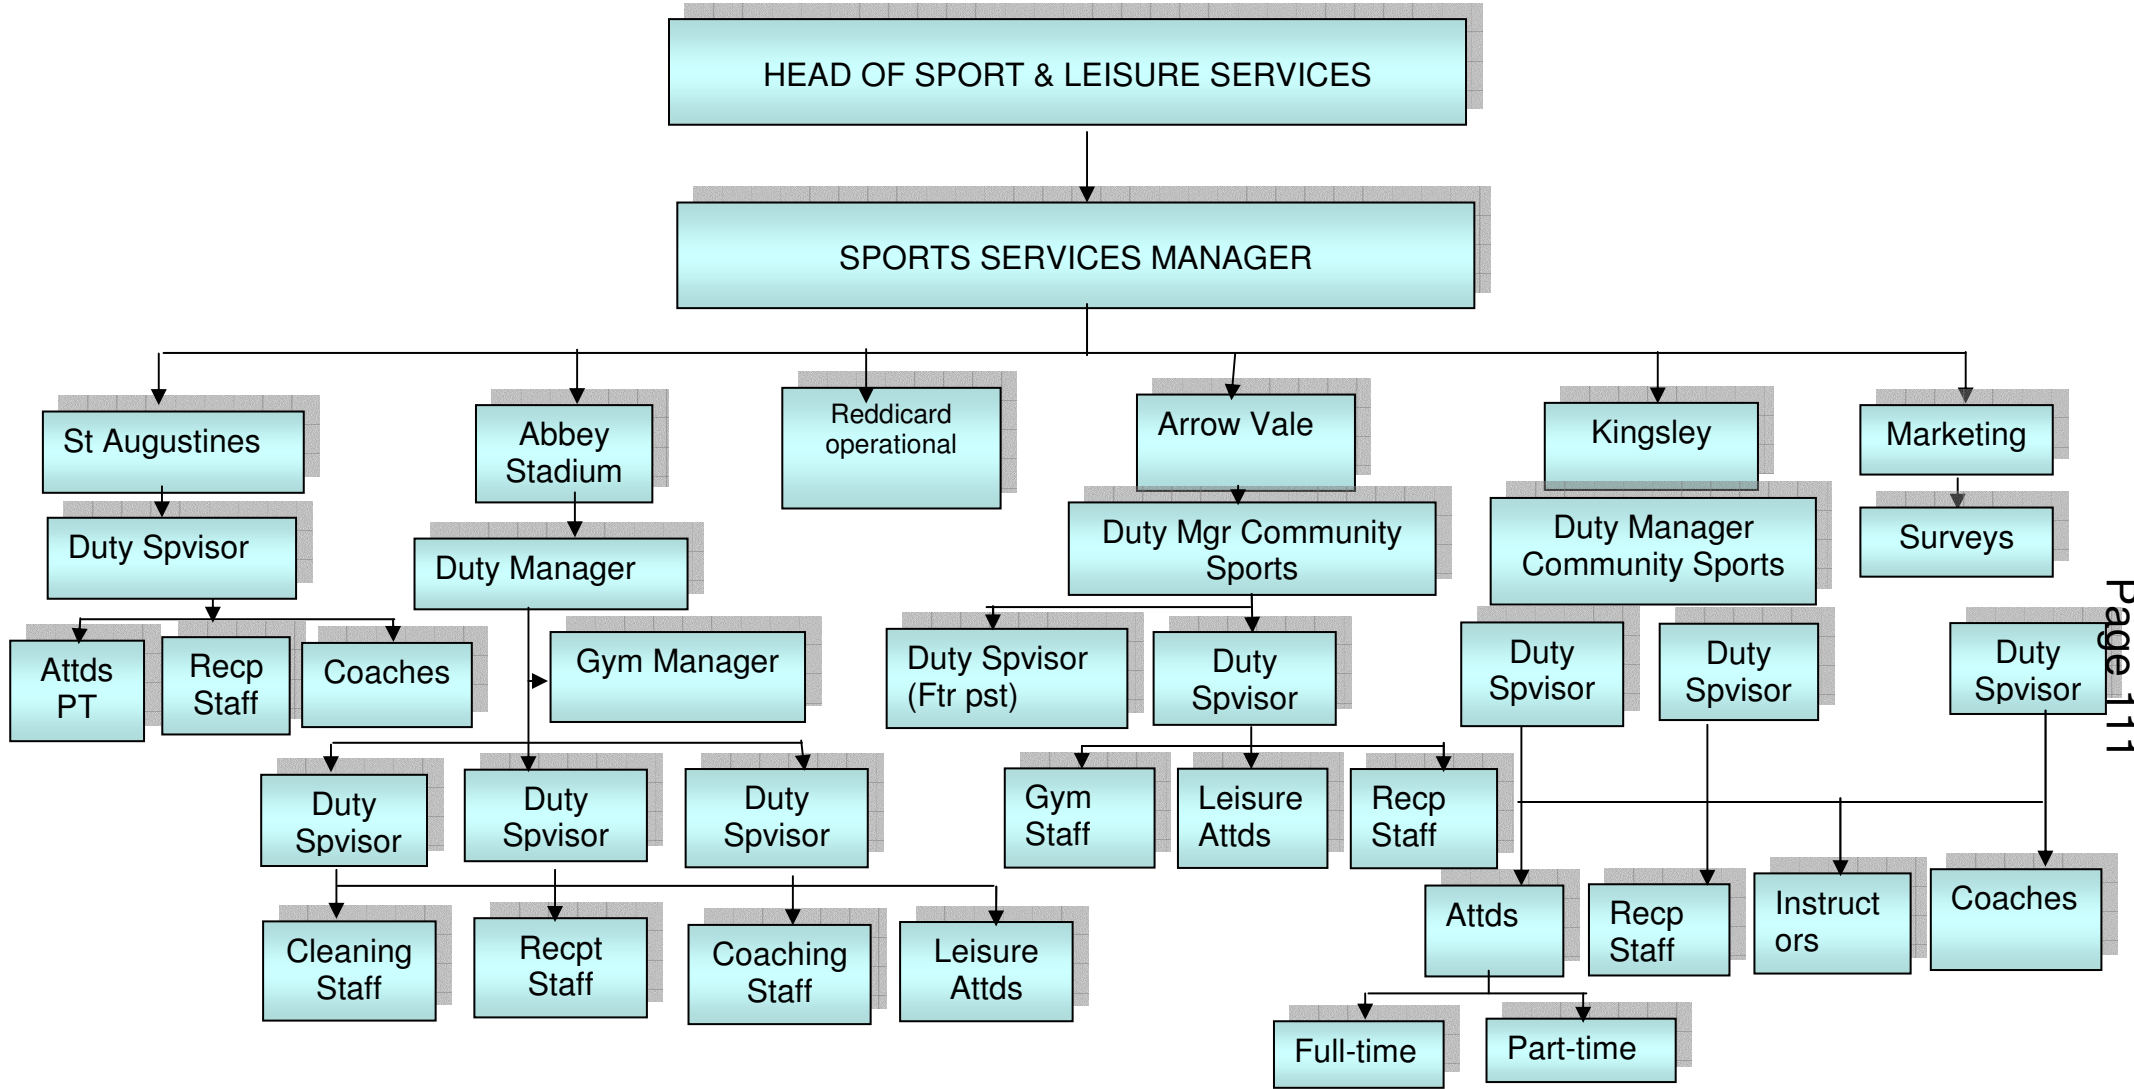 HEAD OF SPORT & LEISURE SERVICES
SPORTS SERVICES MANAGER
St Augustines
Abbey
Stadium
Reddicard
operational
Arrow Vale
Kingsley
Marketing
Duty Spvisor
Duty Manager
Duty Mgr Community
Sports
Duty Manager
Community Sports
Surveys
Attds
PT
Recp
Staff
Coaches
Gym Manager
Duty Spvisor
(Ftr pst)
Duty
Spvisor
Duty
Spvisor
Duty
Spvisor
Duty
Spvisor
Page 111
Duty
Spvisor
Duty
Spvisor
Duty
Spvisor
Gym
Staff
Leisure
Attds
Recp
Staff
Cleaning
Staff
Recpt
Staff
Coaching
Staff
Leisure
Attds
Attds
Recp
Staff
Instruct
ors
Coaches
Full-time
Part-time